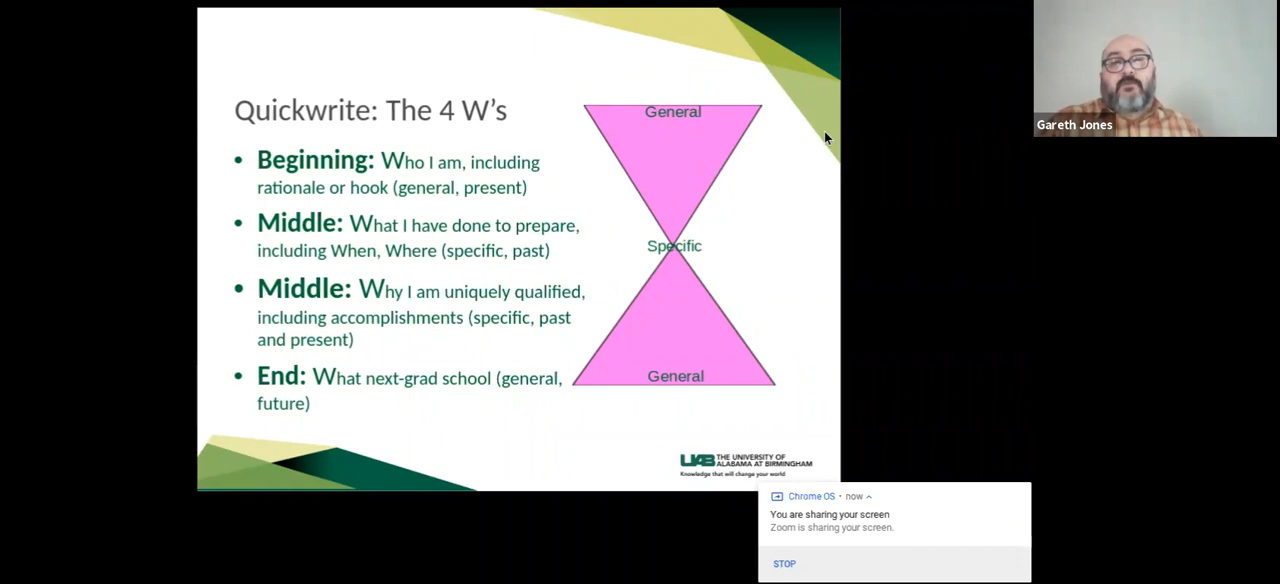 Quickwrite: The 4 W's
• Beginning: Who I am, including
rationale or hook (general, present)
• Middle: What I have done to prepare,
including When, Where (specific, past)
• Middle: Why I am uniquely qualified,
including accomplishments (specific, past
and present)
• End: What next-grad school (general,
future)
General
Specific
General
UAB THE UNIVERSITY OF
ALABAMA AT BIRMINGHAM
Knowledge that will change your world
Gareth Jones
Chrome OS • now
You are sharing your screen
Zoom is sharing your screen.
STOP